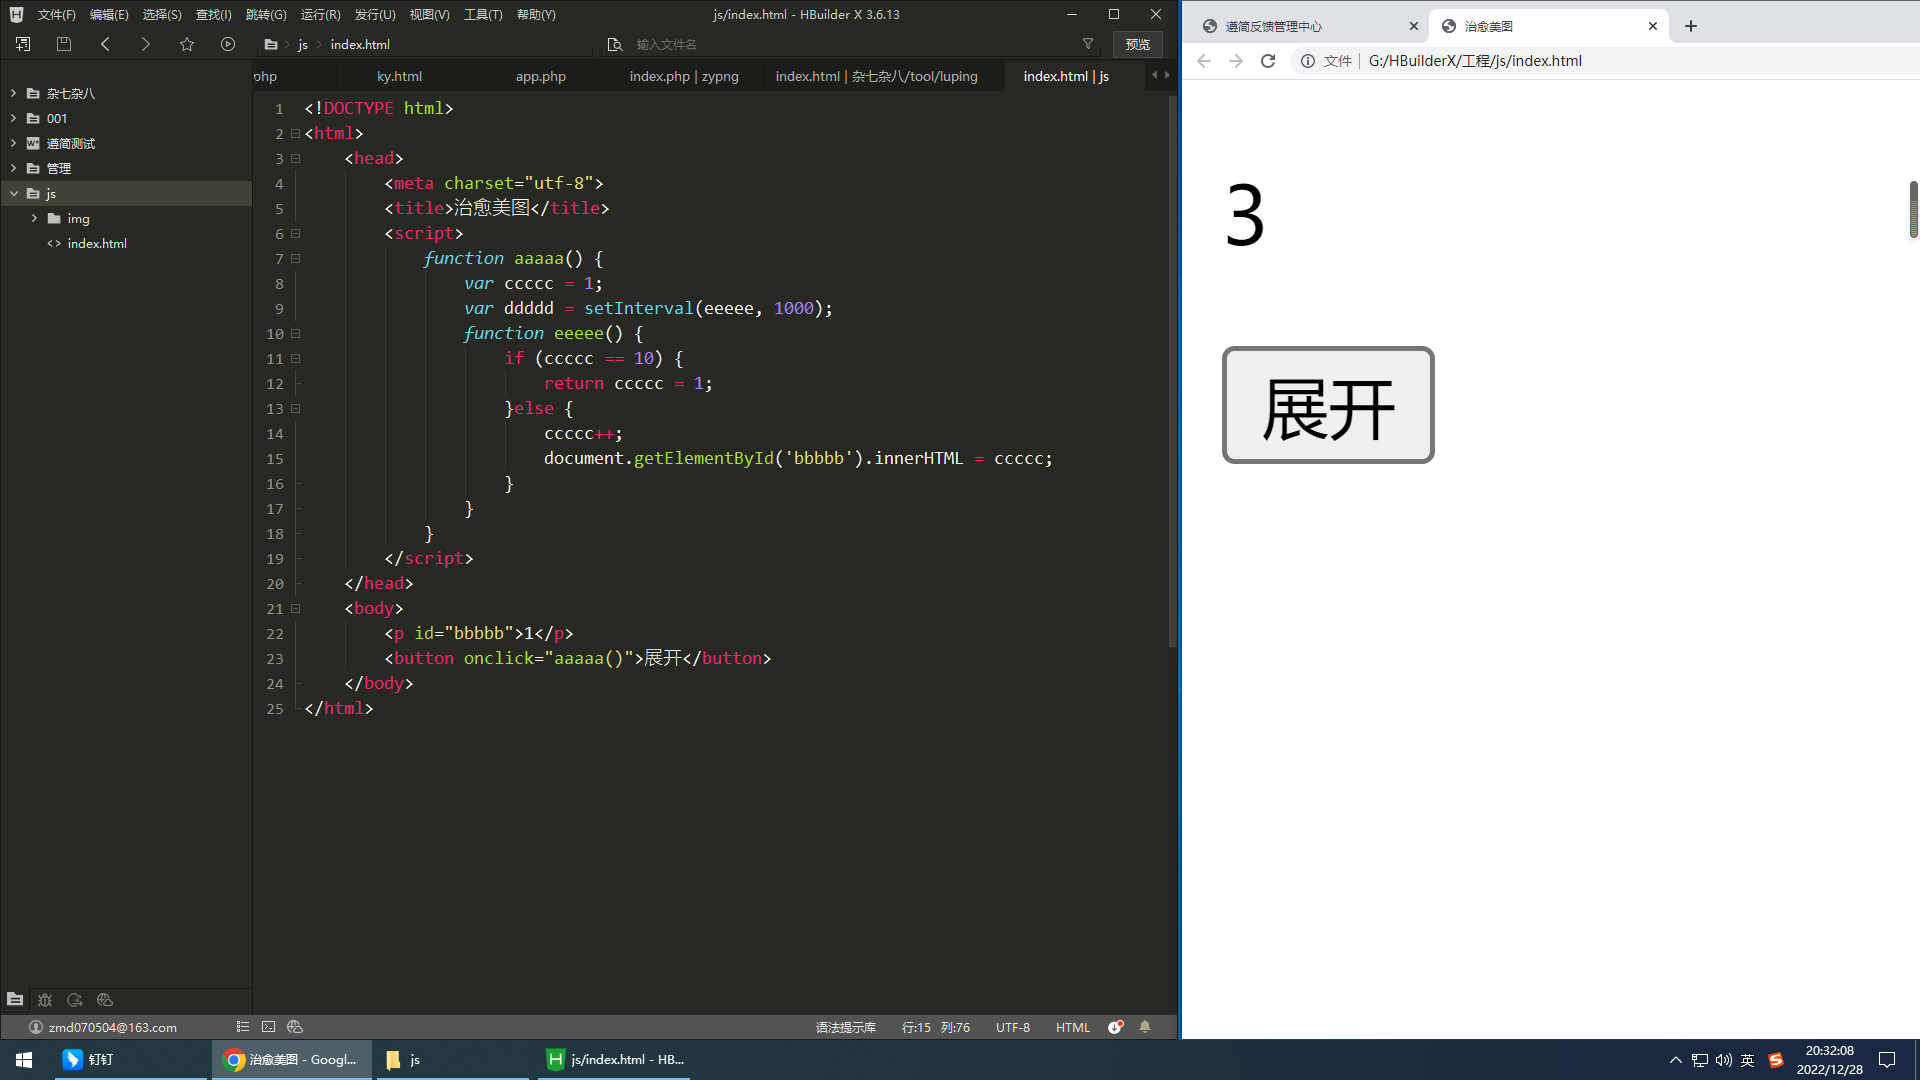 文件(F) 编辑(E) 选择(S) 查找(I) 跳转(G) 运行(R) 发行(U) 视图(V) 工具(T) 帮助(Y) js/index.html - HBuilder X 3.6.13
js index.html 输入文件名 预览
php ky.html app.php index.php | zypng index.html | 杂七杂八/tool/luping index.html | js
杂七杂八
001
遒简测试
管理
js
img
index.html
1 <!DOCTYPE html>
2 <html>
3 <head>
4 <meta charset="utf-8">
5 <title>治愈美图</title>
6 <script>
7 function aaaaa() {
8 var ccccc = 1;
9 var ddddd = setInterval(eeeee, 1000);
10 function eeeee() {
11 if (ccccc == 10) {
12 return ccccc = 1;
13 }else {
14 ccccc++;
15 document.getElementById('bbbbb').innerHTML = ccccc;
16 }
17 }
18 }
19 </script>
20 </head>
21 <body>
22 <p id="bbbbb">1</p>
23 <button onclick="aaaaa()">展开</button>
24 </body>
25 </html>
zmd070504@163.com 语法提示库 行:15 列:76 UTF-8 HTML
遒简反馈管理中心 治愈美图
文件 G:/HBuilderX/工程/js/index.html
3
展开
钉钉 治愈美图 - Googl... js js/index.html - HB...
英
20:32:08
2022/12/28